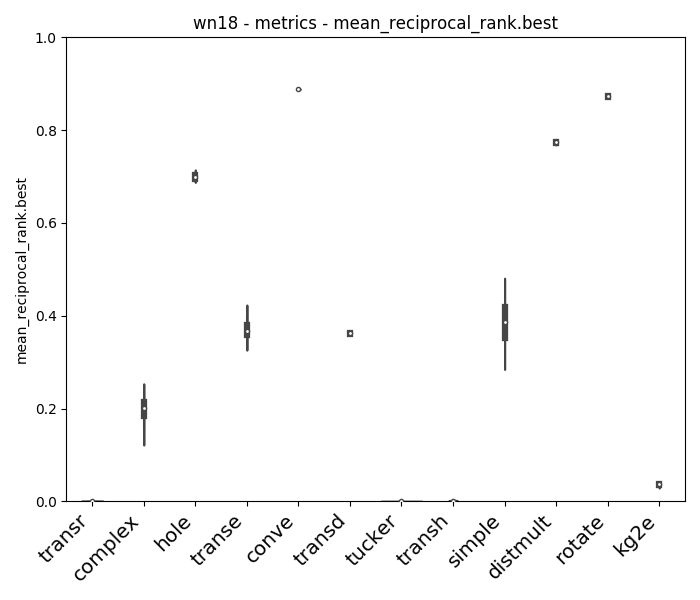 wn18 - metrics - mean_reciprocal_rank.best
mean_reciprocal_rank.best
1.0
0.8
0.6
0.4
0.2
0.0
transr
complex
hole
transe
conve
transd
tucker
transh
simple
distmult
rotate
kg2e